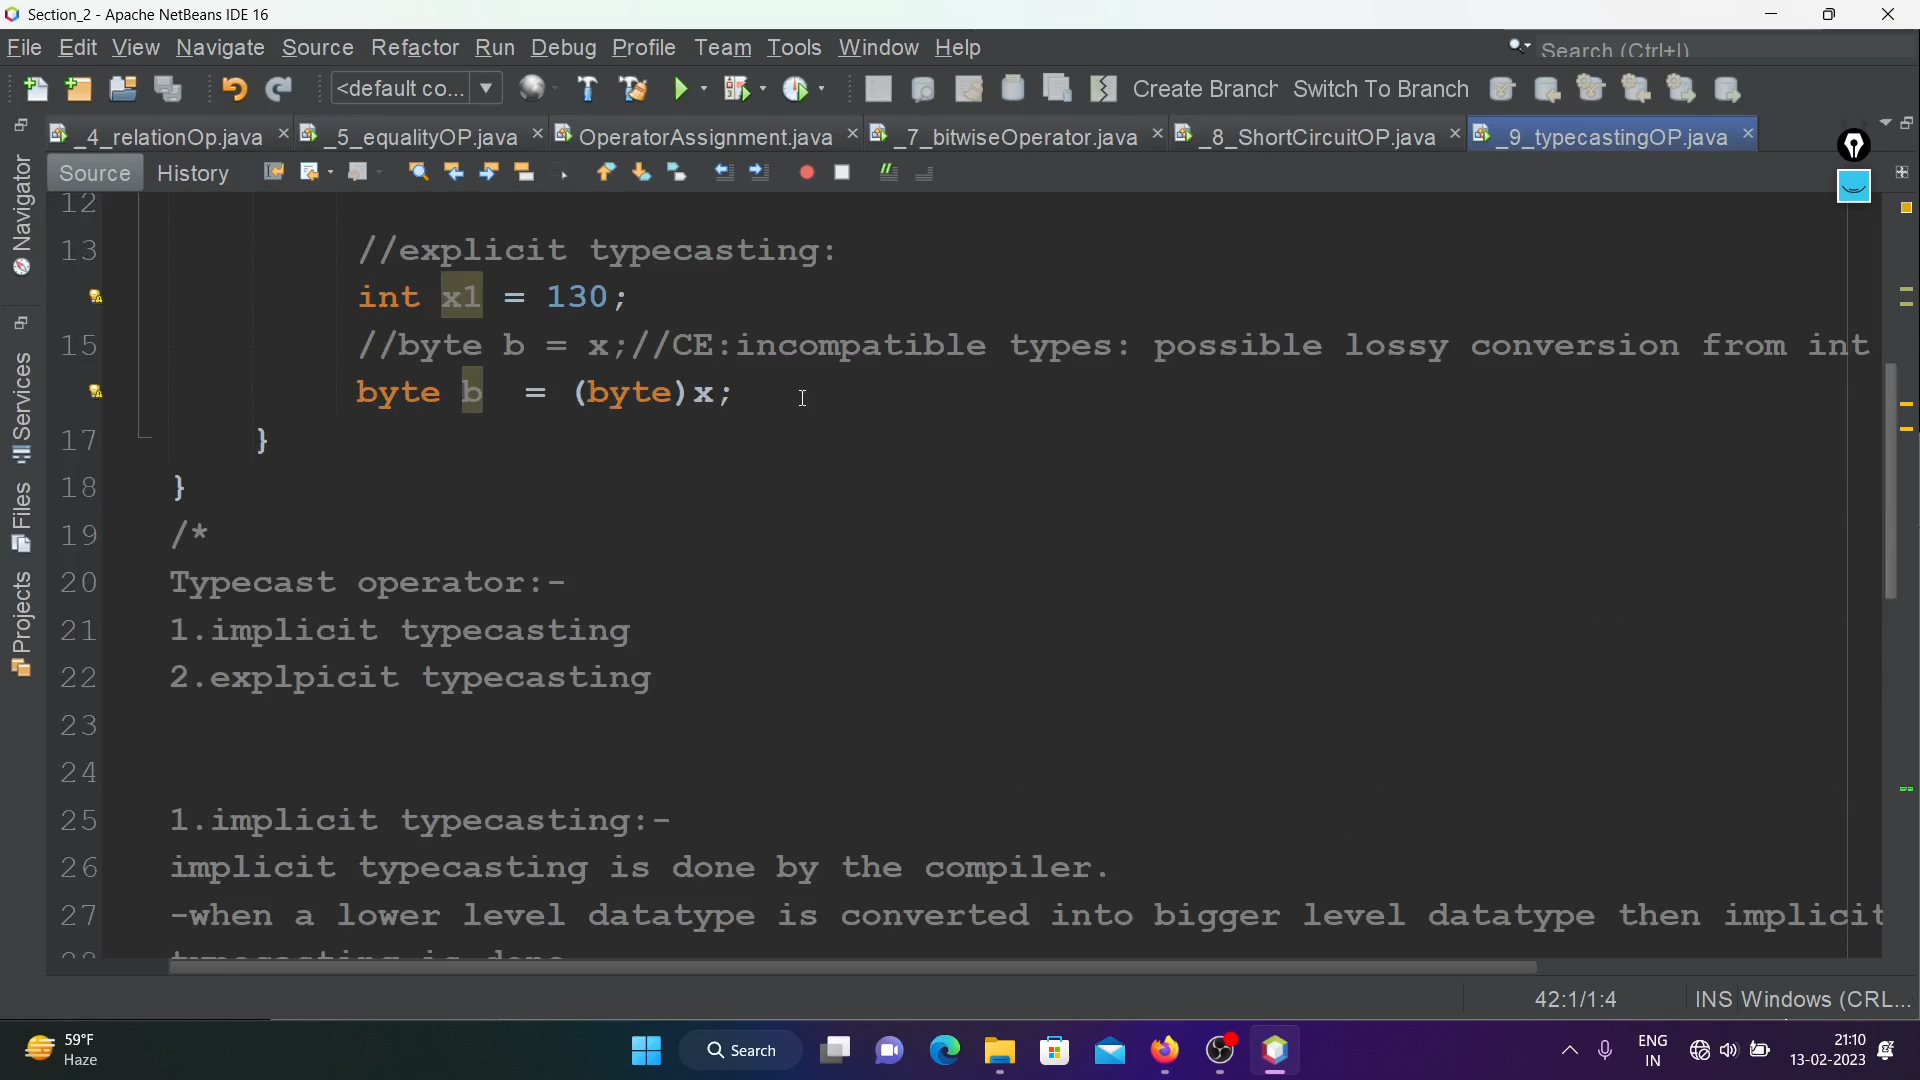 Section_2 - Apache NetBeans IDE 16
File Edit View Navigate Source Refactor Run Debug Profile Team Tools Window Help
Search (Ctrl+I)
<default co...
Create Branch Switch To Branch
_4_relationOp.java
_5_equalityOP.java
OperatorAssignment.java
_7_bitwiseOperator.java
_8_ShortCircuitOP.java
_9_typecastingOP.java
Source History
Navigator
Services
Files
Projects
12
13 //explicit typecasting:
int x1 = 130;
15 //byte b = x;//CE:incompatible types: possible lossy conversion from int
byte b  = (byte)x;
17 }
18 }
19 /*
20 Typecast operator:-
21 1.implicit typecasting
22 2.explpicit typecasting
23
24
25 1.implicit typecasting:-
26 implicit typecasting is done by the compiler.
27 -when a lower level datatype is converted into bigger level datatype then implicit
28 typecasting is done
42:1/1:4 INS Windows (CRL...
59°F
Haze
Search
ENG
IN
21:10
13-02-2023